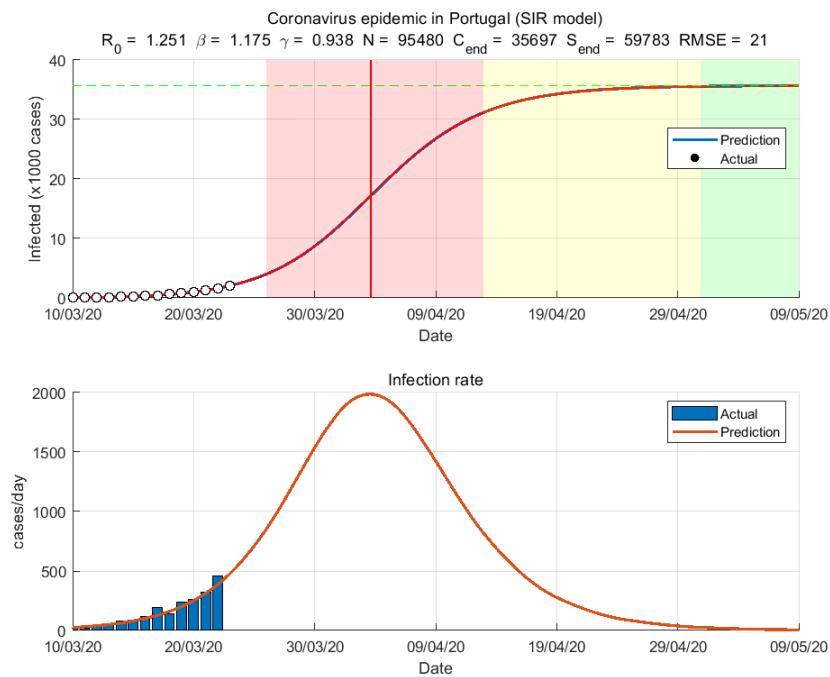 Coronavirus epidemic in Portugal (SIR model)
R0 = 1.251 β = 1.175 γ = 0.938 N = 95480 Cend = 35697 Send = 59783 RMSE = 21
40
30
20
10
0
Infected (x1000 cases)
Prediction
Actual
10/03/20 20/03/20 30/03/20 09/04/20 19/04/20 29/04/20 09/05/20
Date
Infection rate
2000
1500
1000
500
0
cases/day
Actual
Prediction
10/03/20 20/03/20 30/03/20 09/04/20 19/04/20 29/04/20 09/05/20
Date